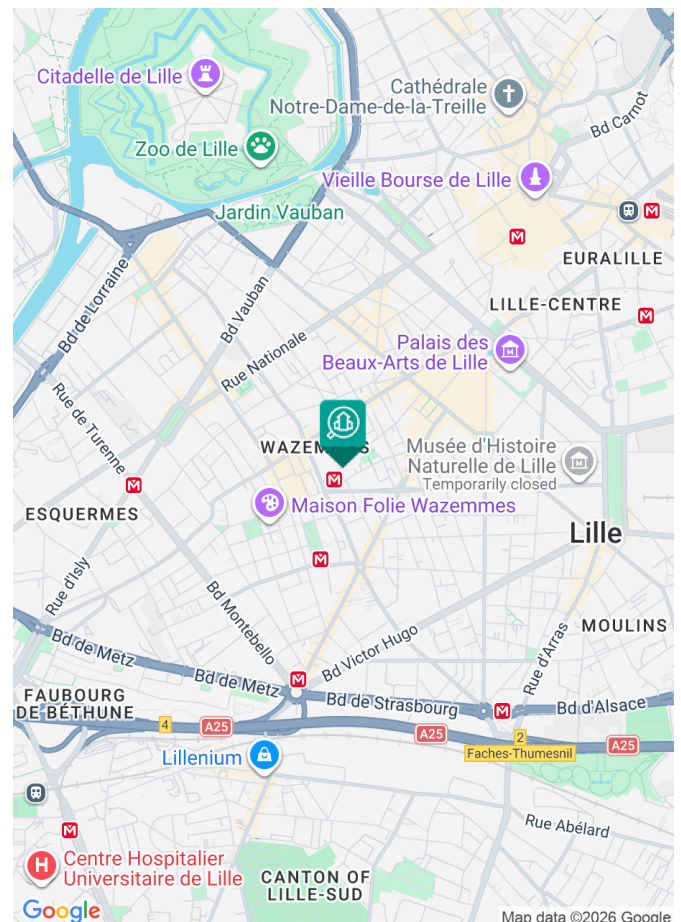 Citadelle de Lille
Cathédrale
Notre-Dame-de-la-Treille
Bd Carnot
Zoo de Lille
Vieille Bourse de Lille
Jardin Vauban
M
M
EURALILLE
Bd de Lorraine
Bd Vauban
LILLE-CENTRE
M
Rue Nationale
Palais des
Beaux-Arts de Lille
Rue de Turenne
WAZEMMES
Musée d'Histoire
Naturelle de Lille
Temporarily closed
M
M
ESQUERMES
Maison Folie Wazemmes
Lille
M
Rue d'Isly
Bd Montebello
MOULINS
Bd de Metz
Bd Victor Hugo
Rue d'Arras
Bd de Metz
M
FAUBOURG
DE BÉTHUNE
Bd de Strasbourg
M
Bd d'Alsace
4
A25
A25
2
Faches-Thumesnil
A25
Lillenium
M
Rue Abélard
H
Centre Hospitalier
Universitaire de Lille
CANTON OF
LILLE-SUD
Google
Map data ©2026 Google